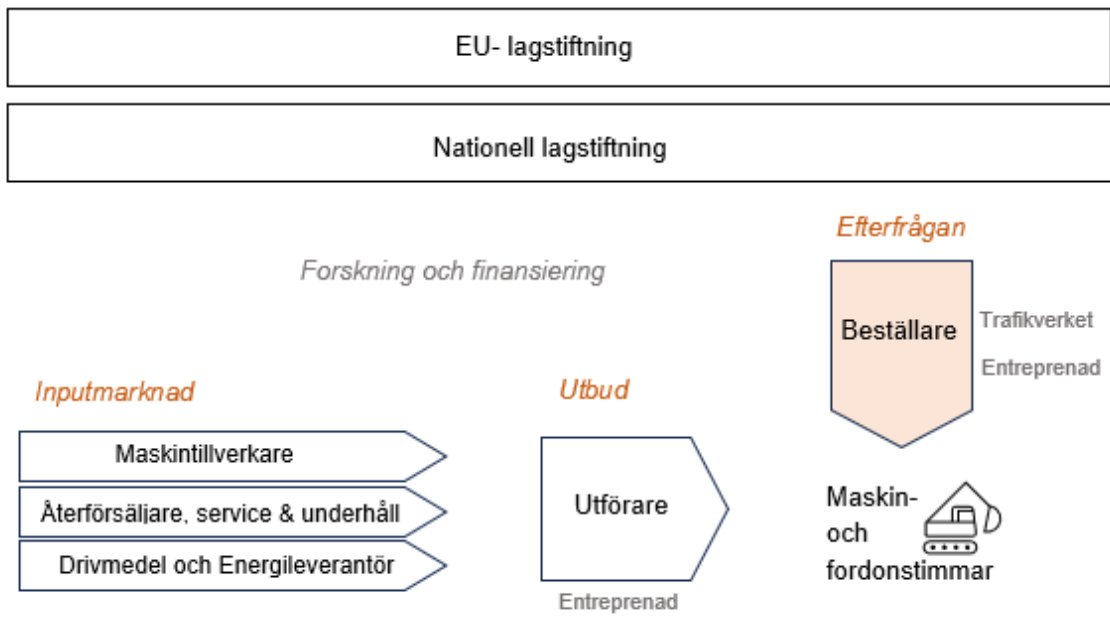 EU- lagstiftning
Nationell lagstiftning
Efterfrågan
Forskning och finansiering
Beställare
Trafikverket
Entreprenad
Inputmarknad
Utbud
Maskintillverkare
Återförsäljare, service & underhåll
Drivmedel och Energileverantör
Utförare
Entreprenad
Maskin-
och
fordonstimmar